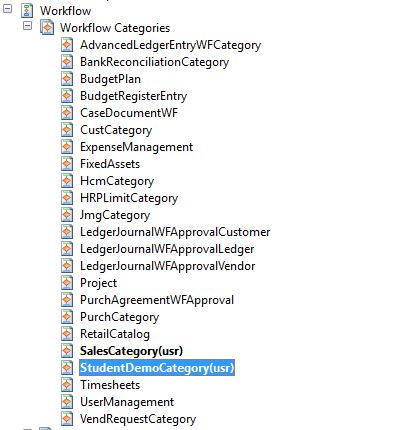 Workflow
Workflow Categories
AdvancedLedgerEntryWFCategory
BankReconciliationCategory
BudgetPlan
BudgetRegisterEntry
CaseDocumentWF
CustCategory
ExpenseManagement
FixedAssets
HcmCategory
HRPLimitCategory
JmgCategory
LedgerJournalWFApprovalCustomer
LedgerJournalWFApprovalLedger
LedgerJournalWFApprovalVendor
Project
PurchAgreementWFApproval
PurchCategory
RetailCatalog
SalesCategory(usr)
StudentDemoCategory(usr)
Timesheets
UserManagement
VendRequestCategory